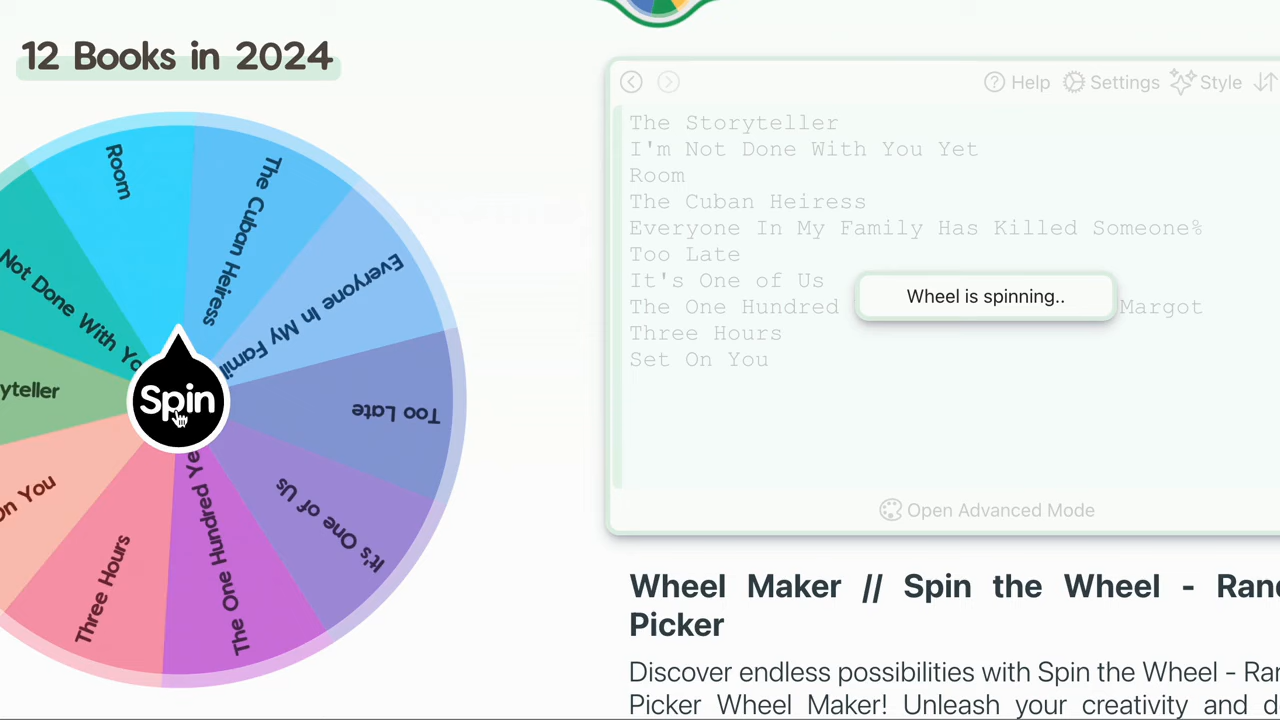 12 Books in 2024
Room
The Cuban Heiress
Everyone In My Famil
Too Late
It's One of Us
The One Hundred Ye
Three Hours
on You
yteller
Not Done With Yo
Spin
Help Settings Style
The Storyteller
I'm Not Done With You Yet
Room
The Cuban Heiress
Everyone In My Family Has Killed Someone%
Too Late
It's One of Us
The One Hundred Margot
Three Hours
Set On You
Wheel is spinning..
Open Advanced Mode
Wheel Maker // Spin the Wheel - Rand
Picker
Discover endless possibilities with Spin the Wheel - Ran
Picker Wheel Maker! Unleash your creativity and d